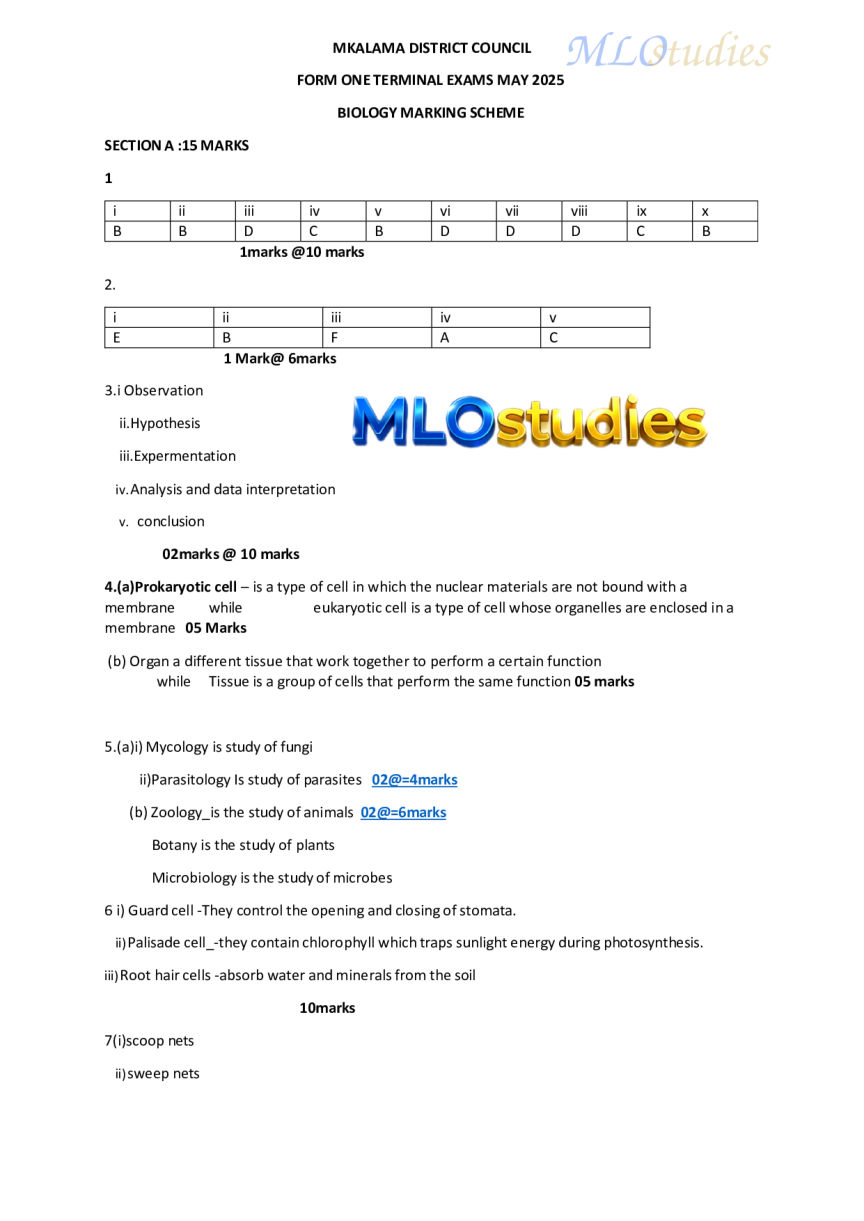 MLOstudies
MKALAMA DISTRICT COUNCIL
FORM ONE TERMINAL EXAMS MAY 2025
BIOLOGY MARKING SCHEME
SECTION A :15 MARKS
1
i ii iii iv v vi vii viii ix x
B B D C B D D D C B
1marks @10 marks
2.
i ii iii iv v
E B F A C
1 Mark@ 6marks
3.i Observation
MLOstudies
ii.Hypothesis
iii.Expermentation
iv.Analysis and data interpretation
v. conclusion
02marks @ 10 marks
4.(a)Prokaryotic cell – is a type of cell in which the nuclear materials are not bound with a
membrane while eukaryotic cell is a type of cell whose organelles are enclosed in a
membrane 05 Marks
(b) Organ a different tissue that work together to perform a certain function
while Tissue is a group of cells that perform the same function 05 marks
5.(a)i) Mycology is study of fungi
ii)Parasitology Is study of parasites 02@=4marks
(b) Zoology_is the study of animals 02@=6marks
Botany is the study of plants
Microbiology is the study of microbes
6 i) Guard cell -They control the opening and closing of stomata.
ii)Palisade cell_-they contain chlorophyll which traps sunlight energy during photosynthesis.
iii)Root hair cells -absorb water and minerals from the soil
10marks
7(i)scoop nets
ii)sweep nets